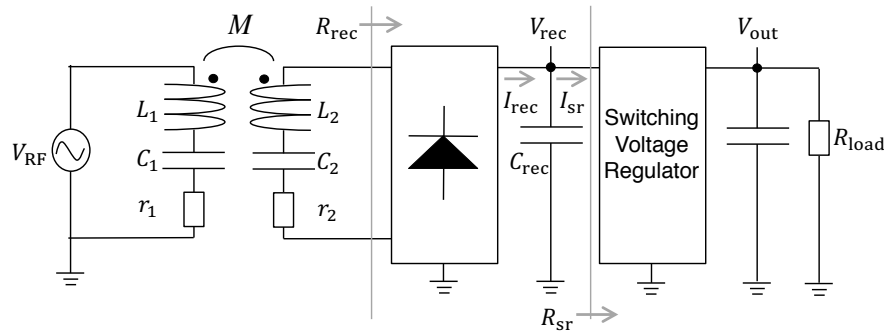 M
R_rec
V_rec
V_out
L_1
L_2
I_rec
I_sr
Switching
Voltage
Regulator
V_RF
C_1
C_2
C_rec
R_load
r_1
r_2
R_sr